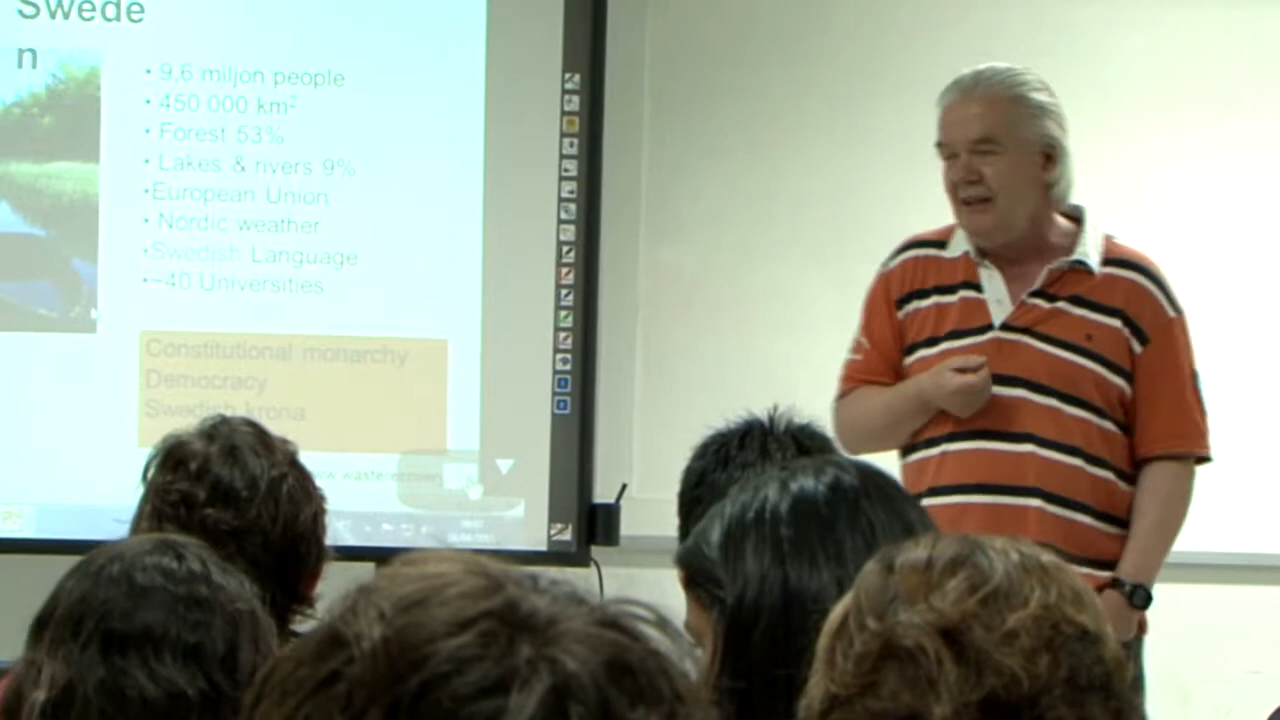 Swede
n
• 9,6 miljon people
• 450 000 km²
• Forest 53%
• Lakes & rivers 9%
•European Union
• Nordic weather
•Swedish Language
•~40 Universities
Constitutional monarchy
Democracy
Swedish krona